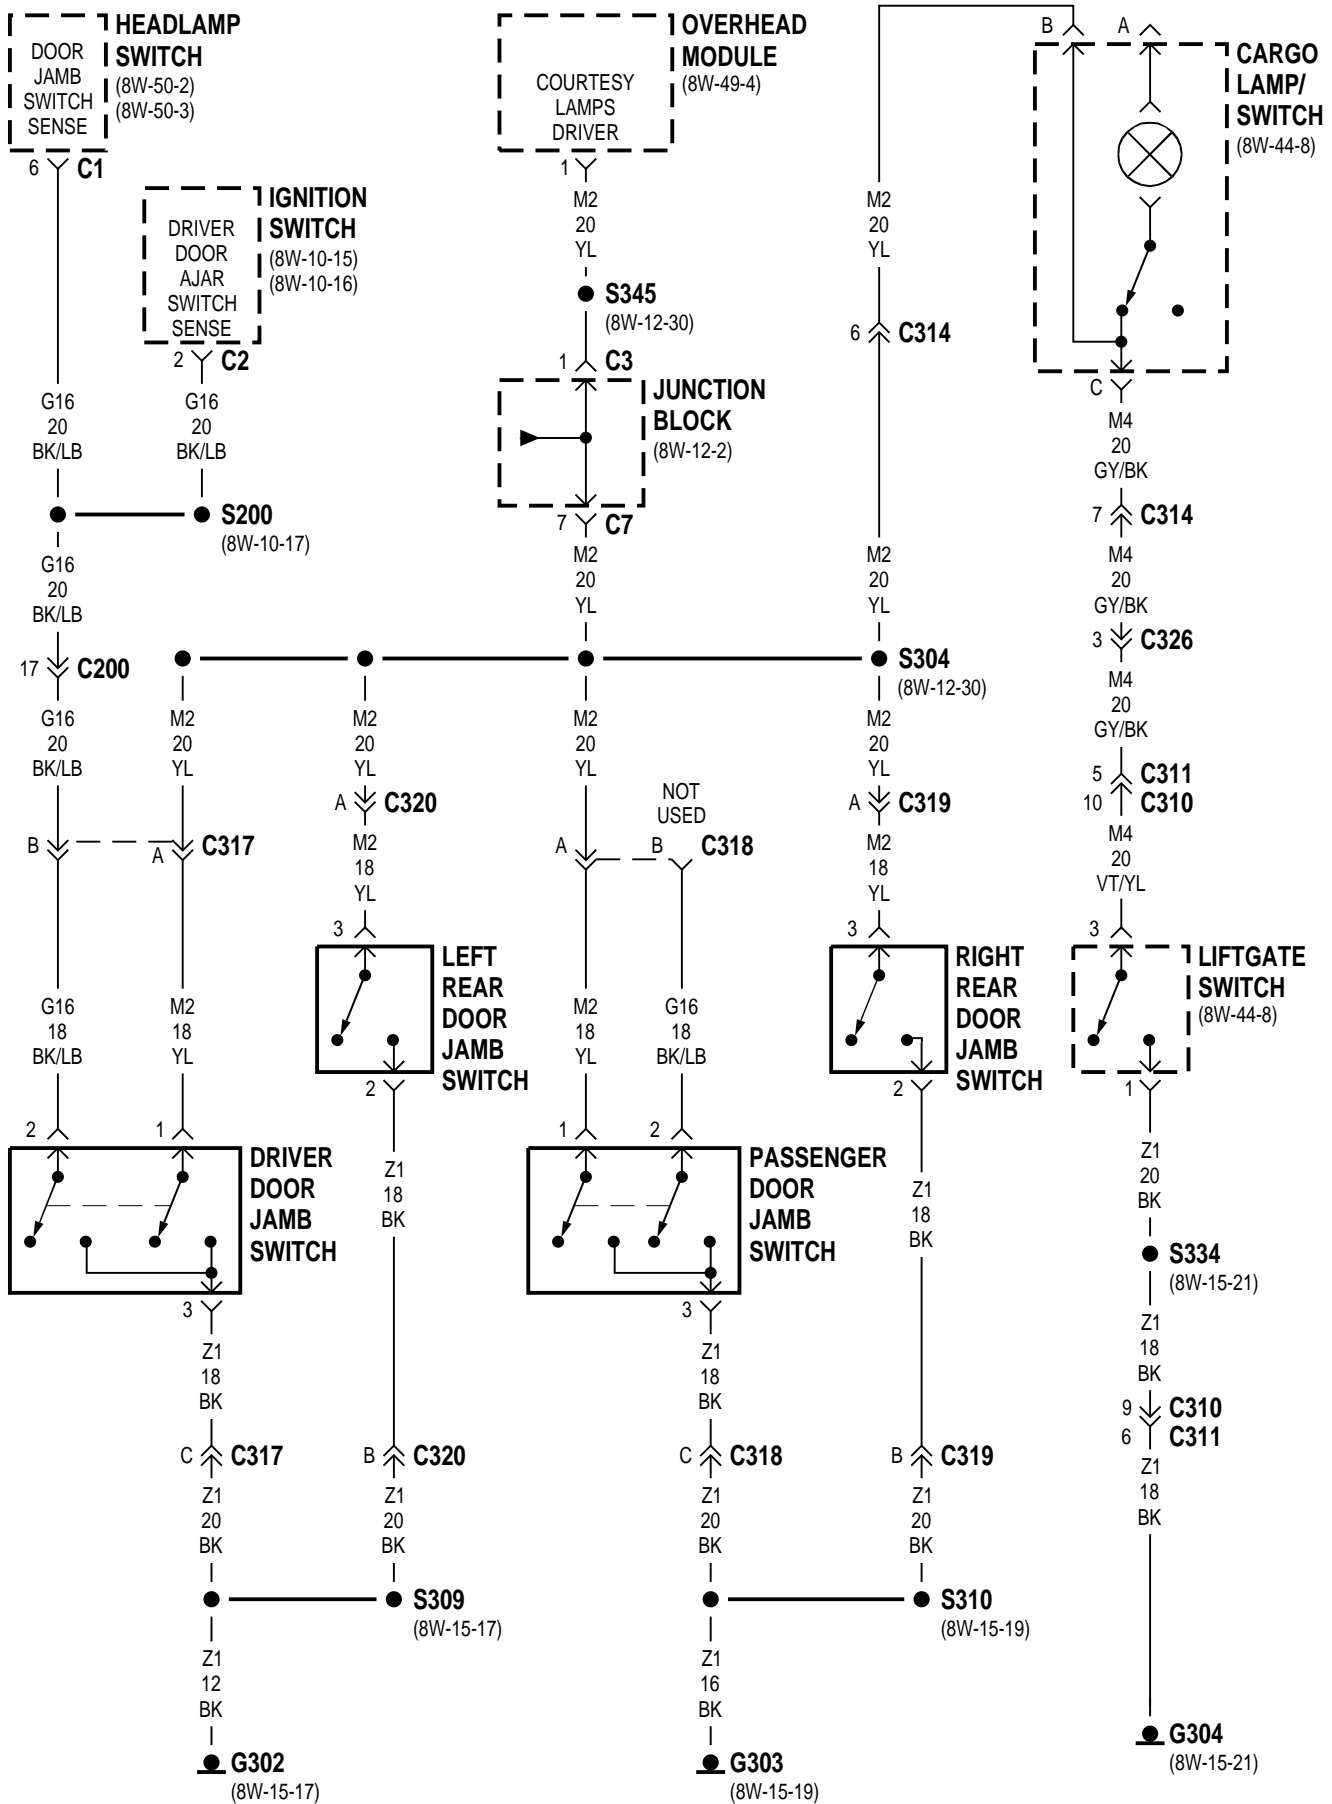 HEADLAMP
SWITCH
(8W-50-2)
(8W-50-3)
DOOR
JAMB
SWITCH
SENSE
6
C1
IGNITION
SWITCH
(8W-10-15)
(8W-10-16)
DRIVER
DOOR
AJAR
SWITCH
SENSE
2
C2
G16
20
BK/LB
G16
20
BK/LB
S200
(8W-10-17)
G16
20
BK/LB
17
C200
G16
20
BK/LB
B
A
C317
G16
18
BK/LB
M2
18
YL
2
1
DRIVER
DOOR
JAMB
SWITCH
3
Z1
18
BK
C
C317
Z1
20
BK
S309
(8W-15-17)
Z1
12
BK
G302
(8W-15-17)
M2
20
YL
M2
20
YL
A
C320
M2
18
YL
3
LEFT
REAR
DOOR
JAMB
SWITCH
2
Z1
18
BK
B
C320
Z1
20
BK
OVERHEAD
MODULE
(8W-49-4)
COURTESY
LAMPS
DRIVER
1
M2
20
YL
S345
(8W-12-30)
1
C3
JUNCTION
BLOCK
(8W-12-2)
7
C7
M2
20
YL
S304
(8W-12-30)
M2
20
YL
NOT
USED
A
B
C318
M2
18
YL
G16
18
BK/LB
1
2
PASSENGER
DOOR
JAMB
SWITCH
3
Z1
18
BK
C
C318
Z1
20
BK
S310
(8W-15-19)
Z1
16
BK
G303
(8W-15-19)
M2
20
YL
6
C314
M2
20
YL
M2
20
YL
A
C319
M2
18
YL
3
RIGHT
REAR
DOOR
JAMB
SWITCH
2
Z1
18
BK
B
C319
Z1
20
BK
B
A
CARGO
LAMP/
SWITCH
(8W-44-8)
C
M4
20
GY/BK
7
C314
M4
20
GY/BK
3
C326
M4
20
GY/BK
5
C311
10
C310
M4
20
VT/YL
3
LIFTGATE
SWITCH
(8W-44-8)
1
Z1
20
BK
S334
(8W-15-21)
Z1
18
BK
9
C310
6
C311
Z1
18
BK
G304
(8W-15-21)